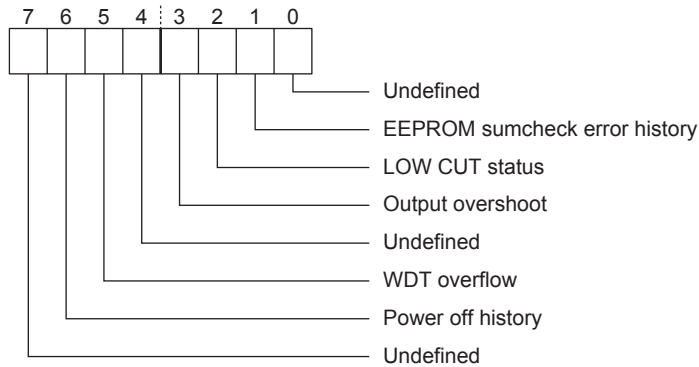 7 6 5 4 3 2 1 0
Undefined
EEPROM sumcheck error history
LOW CUT status
Output overshoot
Undefined
WDT overflow
Power off history
Undefined